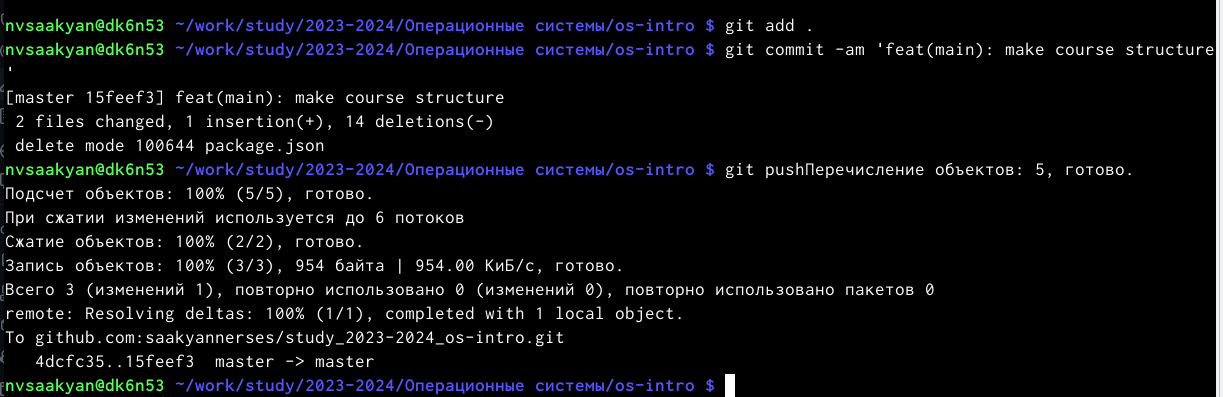 nvsaakyan@dk6n53 ~/work/study/2023-2024/Операционные системы/os-intro $ git add .
nvsaakyan@dk6n53 ~/work/study/2023-2024/Операционные системы/os-intro $ git commit -am 'feat(main): make course structure
'
[master 15feef3] feat(main): make course structure
 2 files changed, 1 insertion(+), 14 deletions(-)
 delete mode 100644 package.json
nvsaakyan@dk6n53 ~/work/study/2023-2024/Операционные системы/os-intro $ git pushПеречисление объектов: 5, готово.
Подсчет объектов: 100% (5/5), готово.
При сжатии изменений используется до 6 потоков
Сжатие объектов: 100% (2/2), готово.
Запись объектов: 100% (3/3), 954 байта | 954.00 КиБ/с, готово.
Всего 3 (изменений 1), повторно использовано 0 (изменений 0), повторно использовано пакетов 0
remote: Resolving deltas: 100% (1/1), completed with 1 local object.
To github.com:saakyannerses/study_2023-2024_os-intro.git
   4dcfc35..15feef3  master -> master
nvsaakyan@dk6n53 ~/work/study/2023-2024/Операционные системы/os-intro $